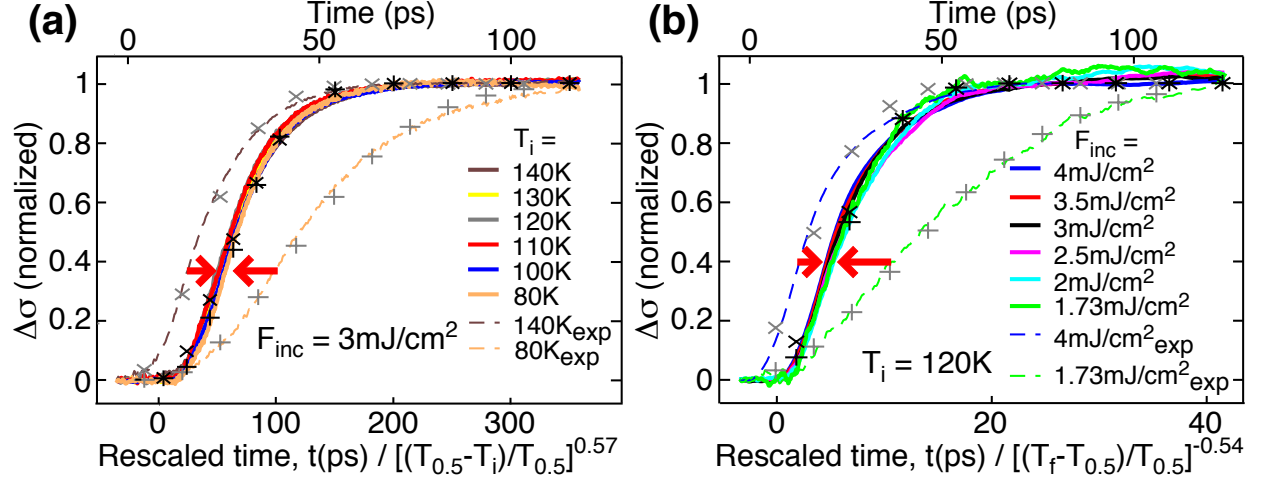 (a)
Time (ps)
0 50 100
Δσ (normalized)
1
0.8
0.6
0.4
0.2
0
T_i =
140K
130K
120K
110K
100K
80K
140K_exp
80K_exp
F_inc = 3mJ/cm²
0 100 200 300
Rescaled time, t(ps) / [(T_0.5-T_i)/T_0.5]^0.57
(b)
Time (ps)
0 50 100
Δσ (normalized)
1
0.8
0.6
0.4
0.2
0
F_inc =
4mJ/cm²
3.5mJ/cm²
3mJ/cm²
2.5mJ/cm²
2mJ/cm²
1.73mJ/cm²
4mJ/cm²_exp
1.73mJ/cm²_exp
T_i = 120K
0 20 40
Rescaled time, t(ps) / [(T_f-T_0.5)/T_0.5]^-0.54